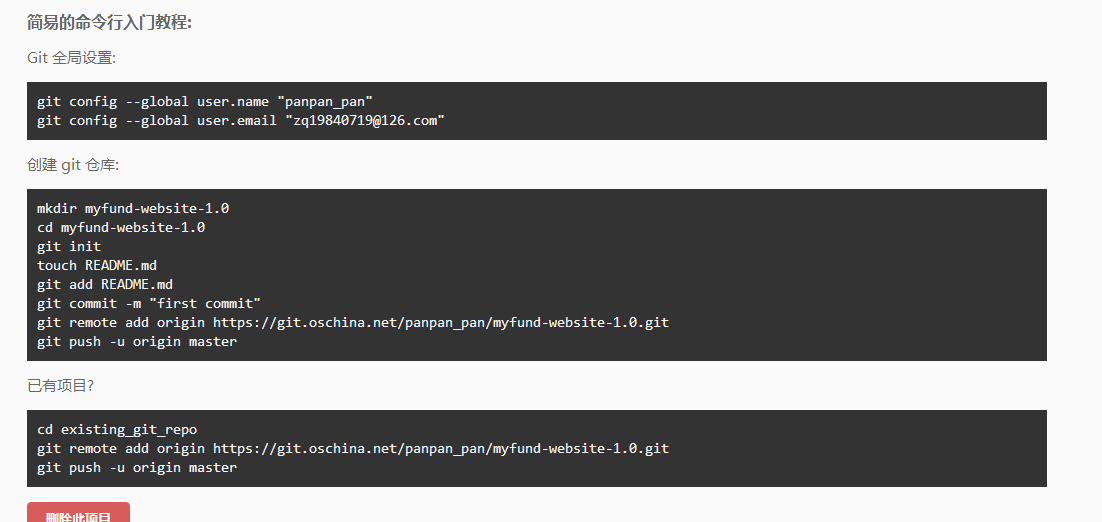 简易的命令行入门教程:
Git 全局设置:
git config --global user.name "panpan_pan"
git config --global user.email "zq19840719@126.com"
创建 git 仓库:
mkdir myfund-website-1.0
cd myfund-website-1.0
git init
touch README.md
git add README.md
git commit -m "first commit"
git remote add origin https://git.oschina.net/panpan_pan/myfund-website-1.0.git
git push -u origin master
已有项目?
cd existing_git_repo
git remote add origin https://git.oschina.net/panpan_pan/myfund-website-1.0.git
git push -u origin master
删除此项目